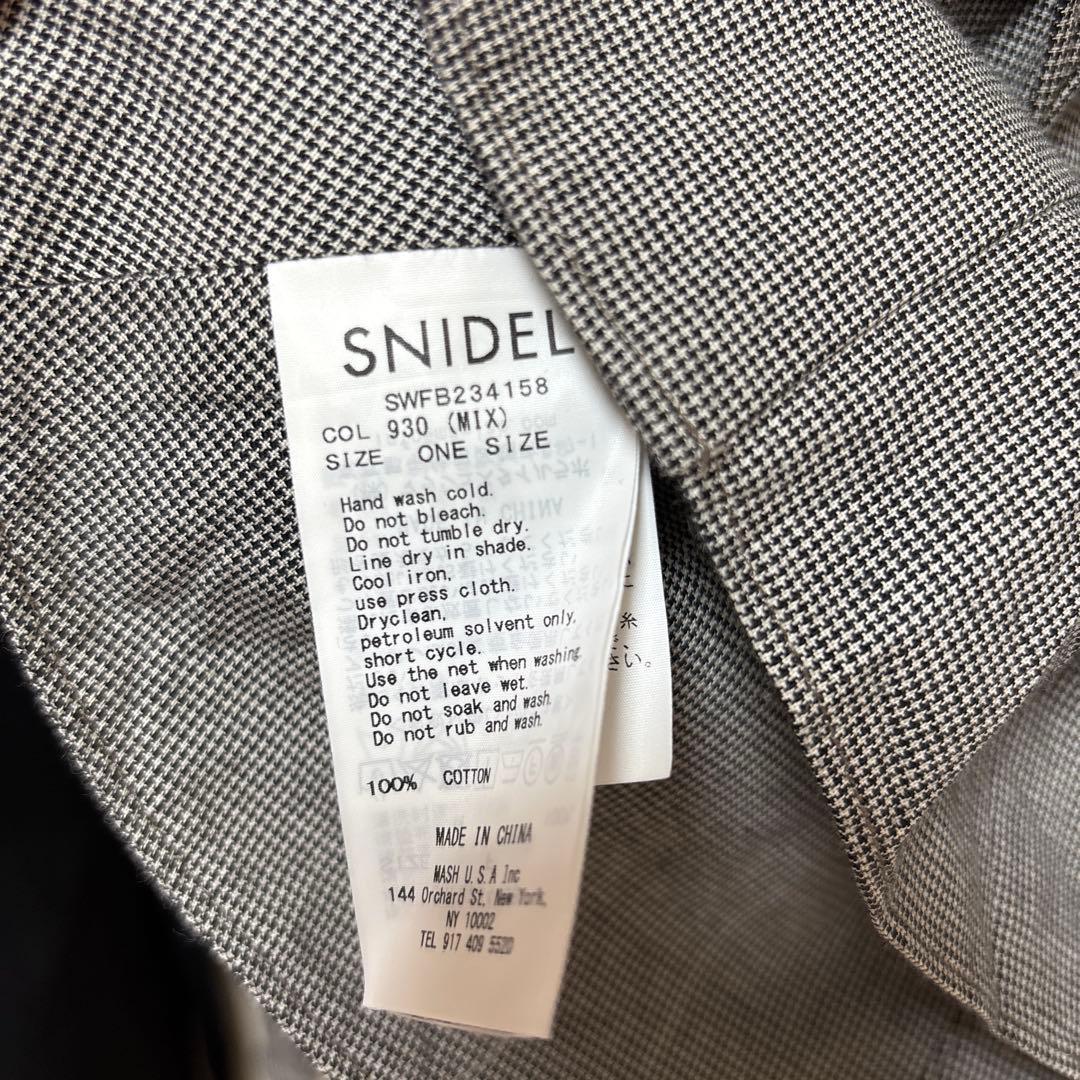 SNIDEL
SWFB234158
COL 930 (MIX)
SIZE ONE SIZE
Hand wash cold.
Do not bleach.
Do not tumble dry.
Line dry in shade.
Cool iron,
use press cloth.
Dryclean,
petroleum solvent only,
short cycle.
Use the net when washing.
Do not leave wet.
Do not soak and wash.
Do not rub and wash.
100% COTTON
MADE IN CHINA
MASH U.S.A Inc
144 Orchard St, New York,
NY 10002
TEL 917 409 5520
糸
さい。